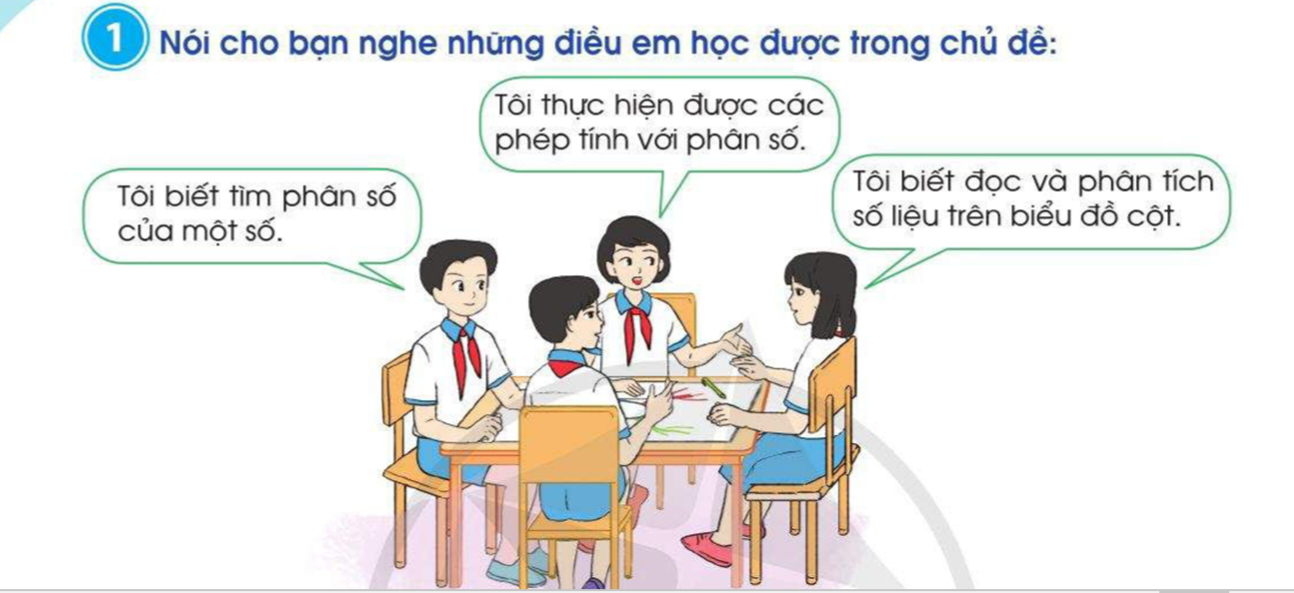 1 Nói cho bạn nghe những điều em học được trong chủ đề:
Tôi thực hiện được các
phép tính với phân số.
Tôi biết tìm phân số
của một số.
Tôi biết đọc và phân tích
số liệu trên biểu đồ cột.